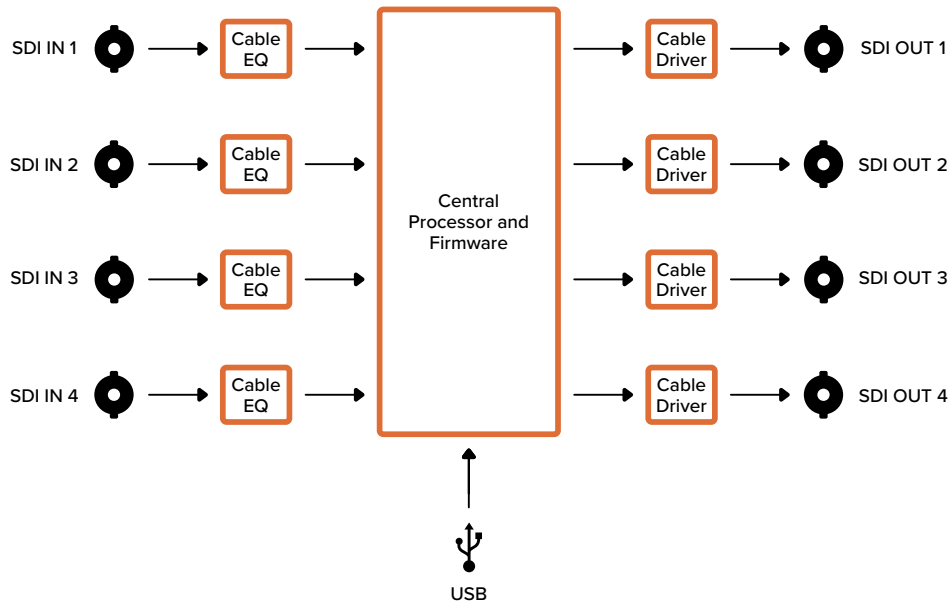 SDI IN 1
Cable
EQ
Cable
Driver
SDI OUT 1
SDI IN 2
Cable
EQ
Cable
Driver
SDI OUT 2
Central
Processor and
Firmware
SDI IN 3
Cable
EQ
Cable
Driver
SDI OUT 3
SDI IN 4
Cable
EQ
Cable
Driver
SDI OUT 4
USB